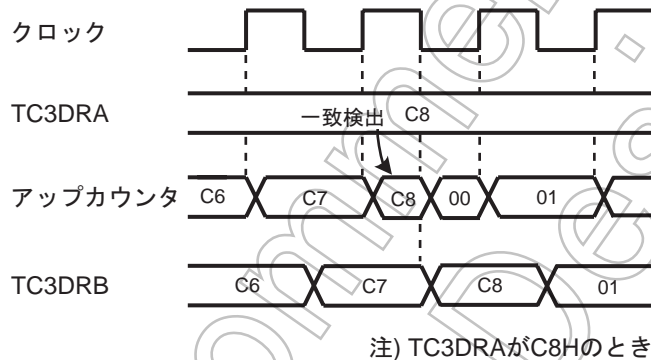 クロック
TC3DRA
一致検出 C8
アップカウンタ C6 C7 C8 00 01
TC3DRB C6 C7 C8 01
注) TC3DRAがC8Hのとき